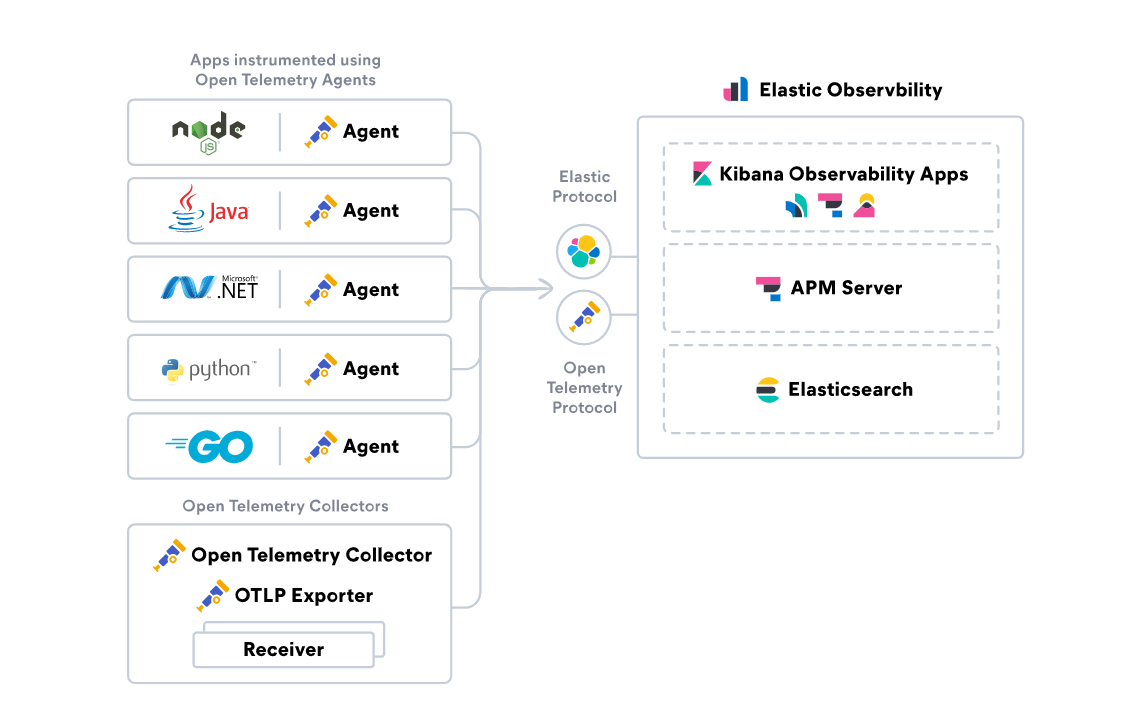 Apps instrumented using
Open Telemetry Agents
node
JS
Agent
Java
Agent
Microsoft®
.NET
Agent
python™
Agent
GO
Agent
Open Telemetry Collectors
Open Telemetry Collector
OTLP Exporter
Receiver
Elastic
Protocol
Open
Telemetry
Protocol
Elastic Observbility
Kibana Observability Apps
APM Server
Elasticsearch